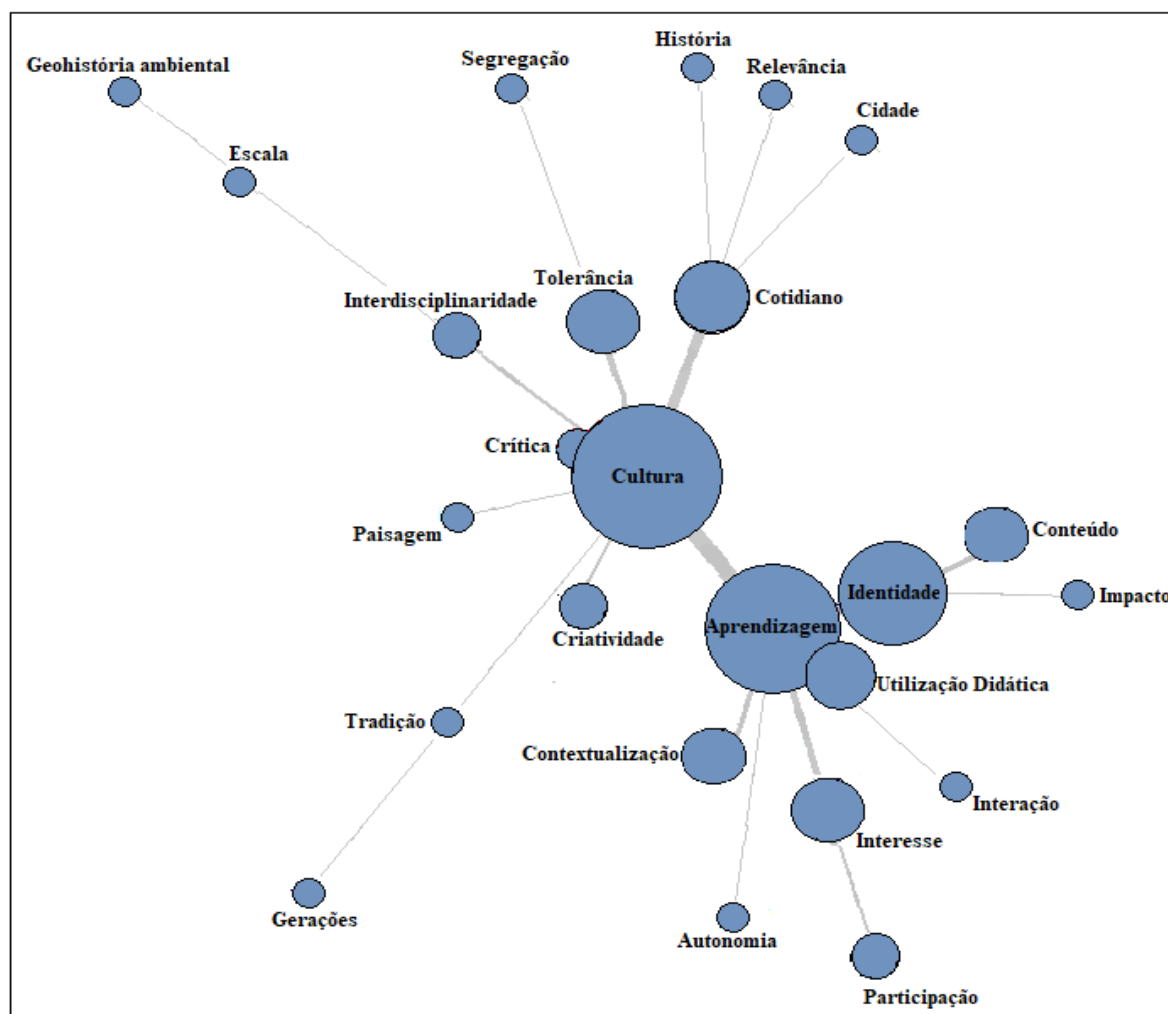 História
Segregação
Geohistória ambiental
Relevância
Cidade
Escala
Tolerância
Interdisciplinaridade
Cotidiano
Crítica
Cultura
Paisagem
Conteúdo
Identidade
Impacto
Aprendizagem
Criatividade
Utilização Didática
Tradição
Contextualização
Interação
Interesse
Gerações
Autonomia
Participação